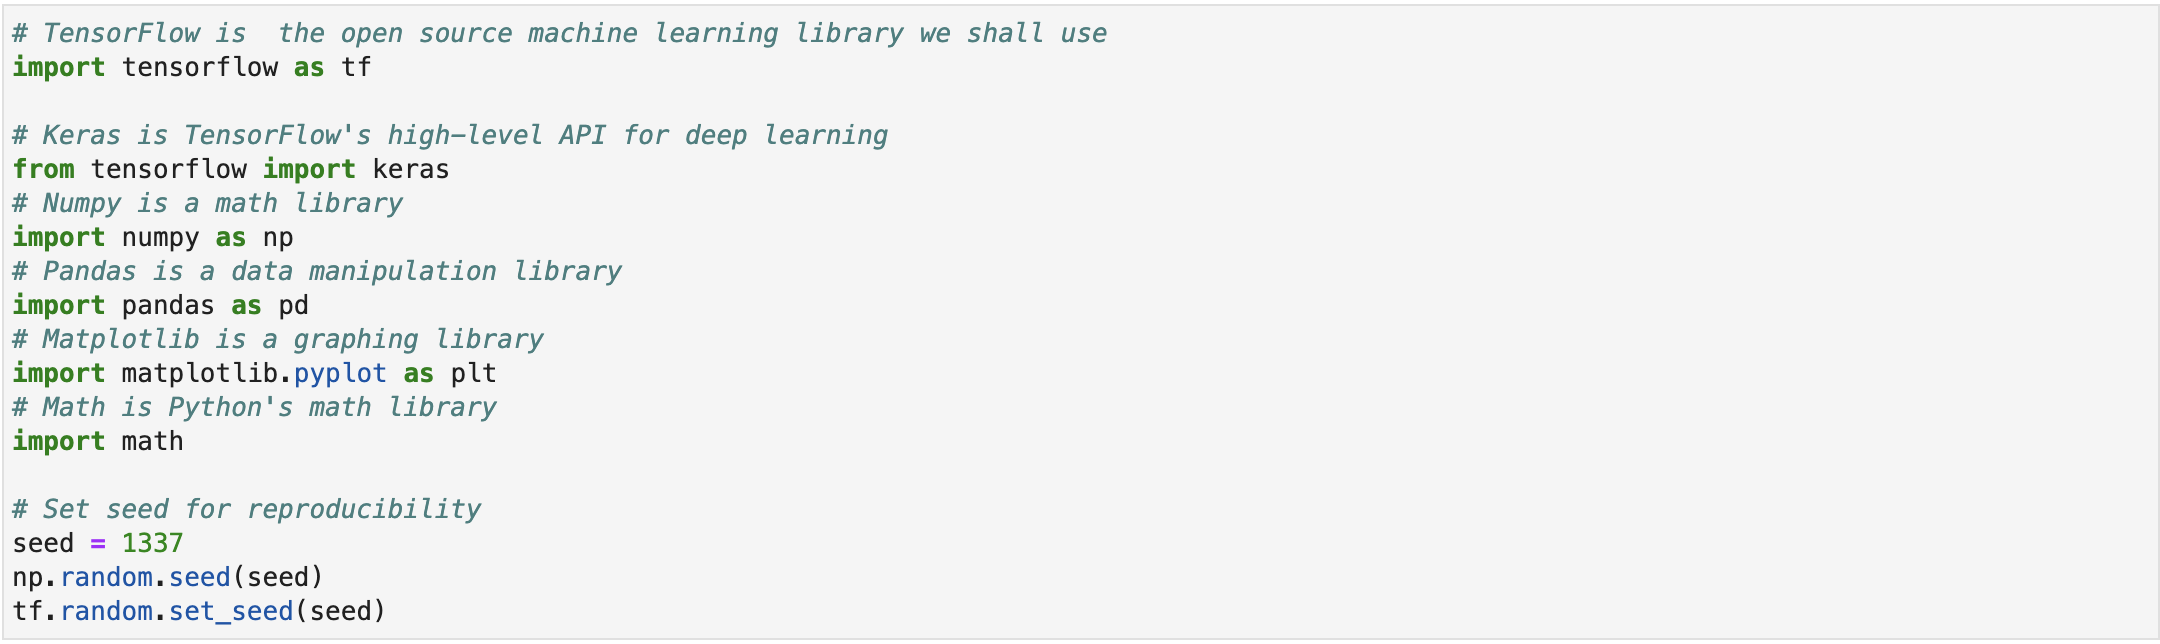 # TensorFlow is  the open source machine learning library we shall use
import tensorflow as tf
# Keras is TensorFlow's high-level API for deep learning
from tensorflow import keras
# Numpy is a math library
import numpy as np
# Pandas is a data manipulation library
import pandas as pd
# Matplotlib is a graphing library
import matplotlib.pyplot as plt
# Math is Python's math library
import math
# Set seed for reproducibility
seed = 1337
np.random.seed(seed)
tf.random.set_seed(seed)